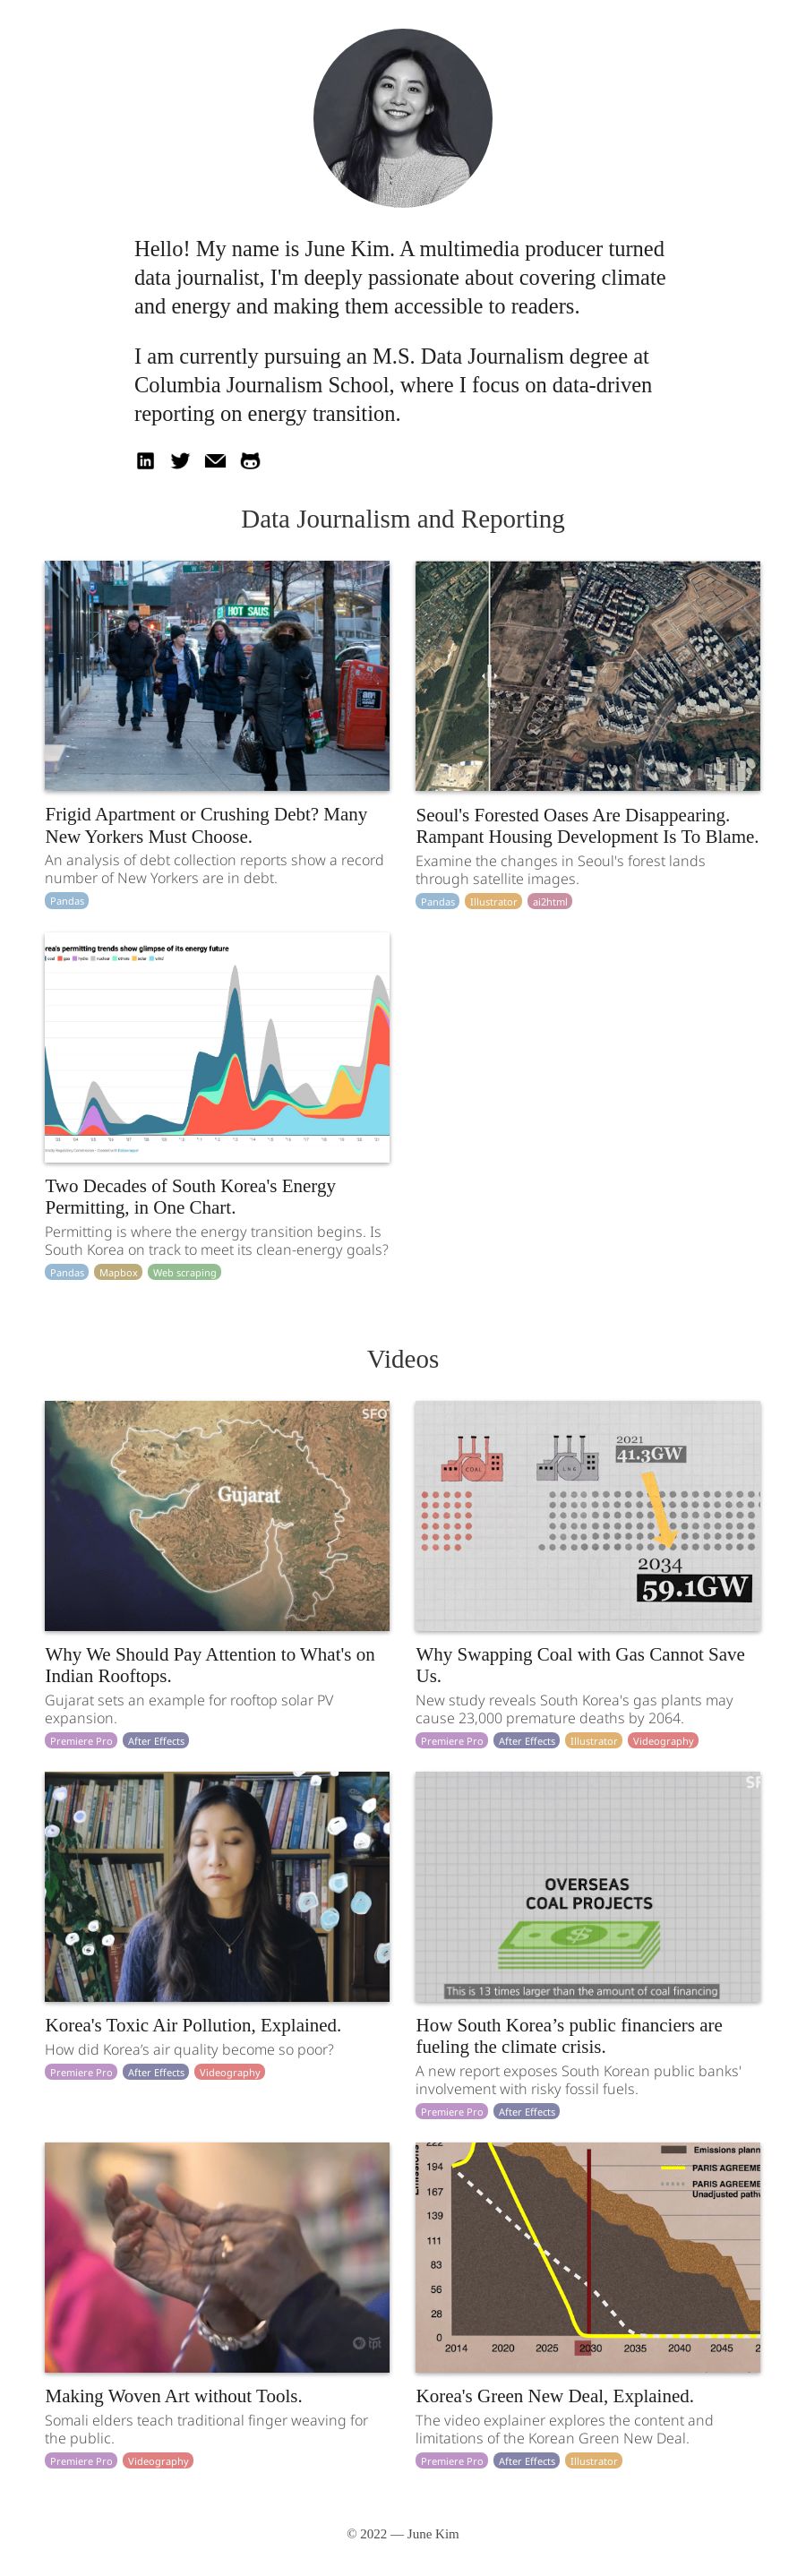 Hello! My name is June Kim. A multimedia producer turned
data journalist, I'm deeply passionate about covering climate
and energy and making them accessible to readers.
I am currently pursuing an M.S. Data Journalism degree at
Columbia Journalism School, where I focus on data-driven
reporting on energy transition.
in
Data Journalism and Reporting
HOT SAUS
Frigid Apartment or Crushing Debt? Many
New Yorkers Must Choose.
An analysis of debt collection reports show a record
number of New Yorkers are in debt.
Pandas
Seoul's Forested Oases Are Disappearing.
Rampant Housing Development Is To Blame.
Examine the changes in Seoul's forest lands
through satellite images.
Pandas Illustrator ai2html
rea's permitting trends show glimpse of its energy future
Two Decades of South Korea's Energy
Permitting, in One Chart.
Permitting is where the energy transition begins. Is
South Korea on track to meet its clean-energy goals?
Pandas Mapbox Web scraping
Videos
SFO
Gujarat
Why We Should Pay Attention to What's on
Indian Rooftops.
Gujarat sets an example for rooftop solar PV
expansion.
Premiere Pro After Effects
2021
41.3GW
COAL
LNG
2034
59.1GW
Why Swapping Coal with Gas Cannot Save
Us.
New study reveals South Korea's gas plants may
cause 23,000 premature deaths by 2064.
Premiere Pro After Effects Illustrator Videography
Korea's Toxic Air Pollution, Explained.
How did Korea's air quality become so poor?
Premiere Pro After Effects Videography
SF
OVERSEAS
COAL PROJECTS
$
This is 13 times larger than the amount of coal financing
How South Korea’s public financiers are
fueling the climate crisis.
A new report exposes South Korean public banks'
involvement with risky fossil fuels.
Premiere Pro After Effects
tpt
Making Woven Art without Tools.
Somali elders teach traditional finger weaving for
the public.
Premiere Pro Videography
Emissions
222
194
167
139
111
83
56
28
0
2014 2020 2025 2030 2035 2040 2045 2
Emissions plann
PARIS AGREEME
PARIS AGREEME
Unadjusted pathw
Korea's Green New Deal, Explained.
The video explainer explores the content and
limitations of the Korean Green New Deal.
Premiere Pro After Effects Illustrator
© 2022 — June Kim